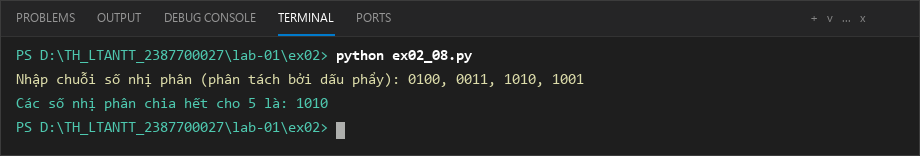 PROBLEMS OUTPUT DEBUG CONSOLE TERMINAL PORTS + v ... x
PS D:\TH_LTANTT_2387700027\lab-01\ex02> python ex02_08.py
Nhập chuỗi số nhị phân (phân tách bởi dấu phẩy): 0100, 0011, 1010, 1001
Các số nhị phân chia hết cho 5 là: 1010
PS D:\TH_LTANTT_2387700027\lab-01\ex02>